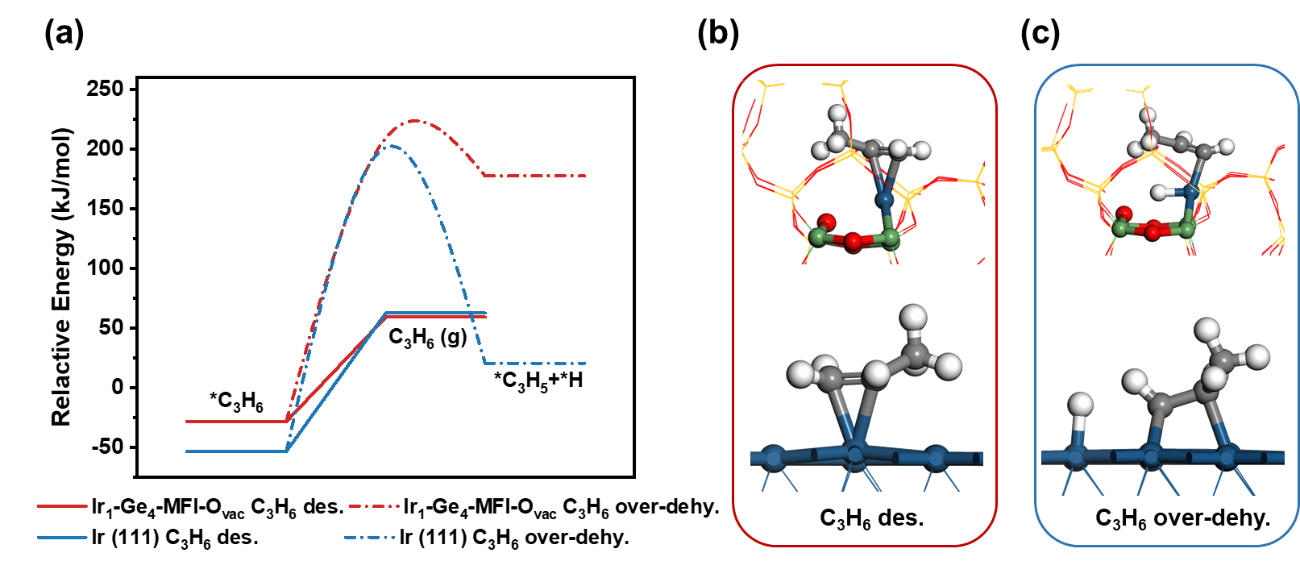 (a)
Relactive Energy (kJ/mol)
250
200
150
100
50
0
-50
*C₃H₆
C₃H₆ (g)
*C₃H₅+*H
Ir₁-Ge₄-MFI-Oᵥₐc C₃H₆ des.
Ir₁-Ge₄-MFI-Oᵥₐc C₃H₆ over-dehy.
Ir (111) C₃H₆ des.
Ir (111) C₃H₆ over-dehy.
(b)
C₃H₆ des.
(c)
C₃H₆ over-dehy.